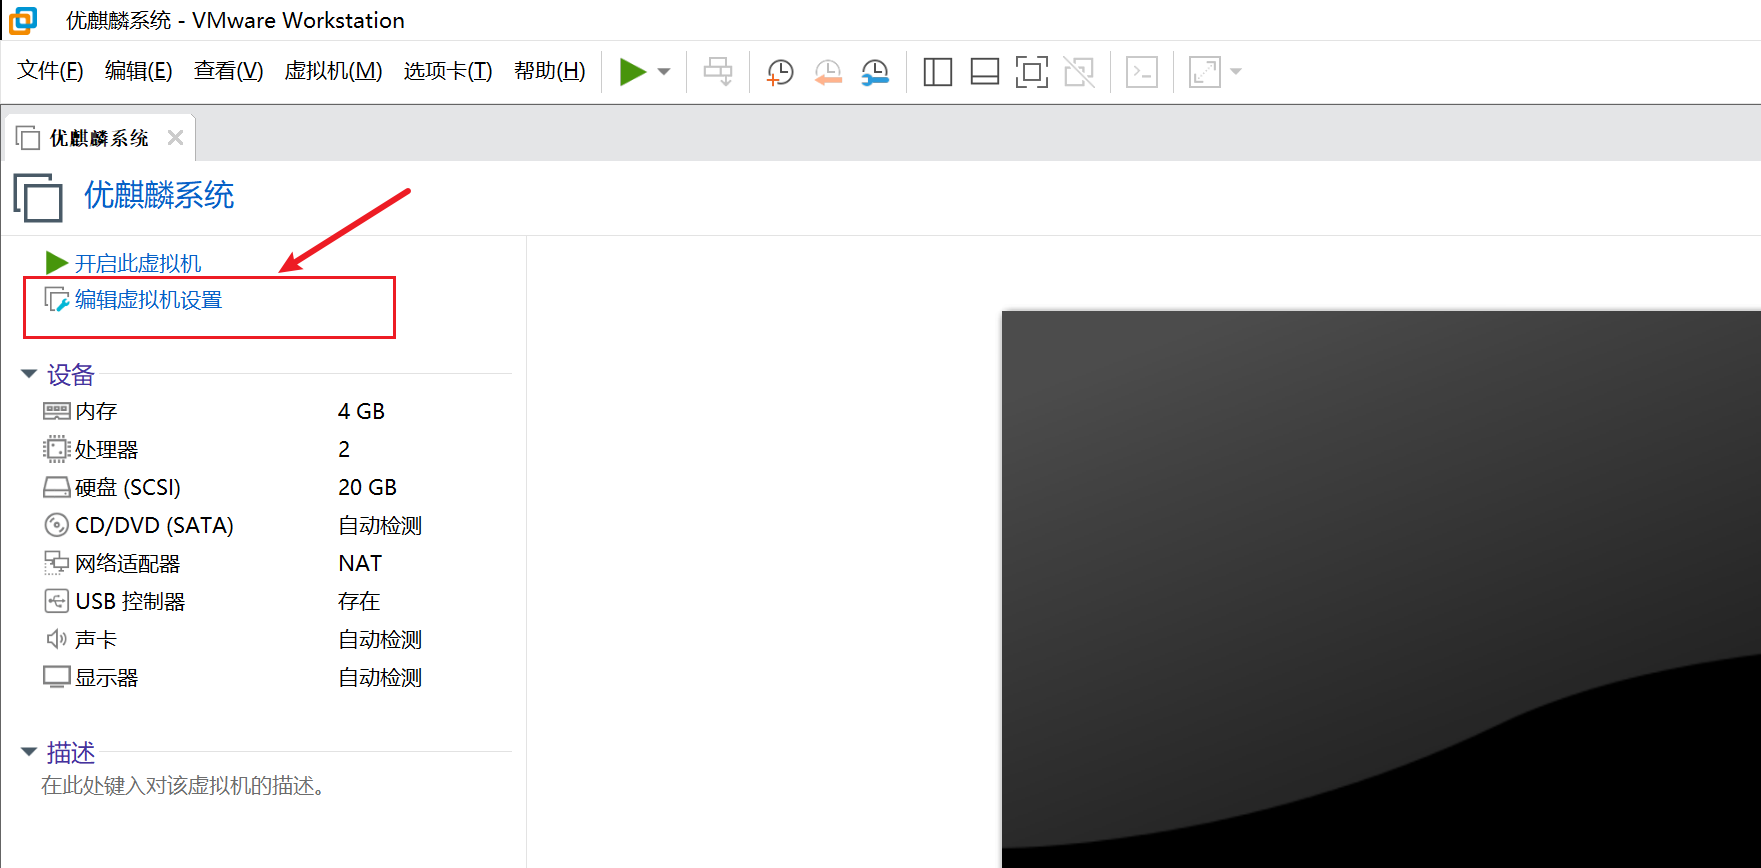 优麒麟系统 - VMware Workstation
文件(F) 编辑(E) 查看(V) 虚拟机(M) 选项卡(T) 帮助(H)
优麒麟系统
优麒麟系统
开启此虚拟机
编辑虚拟机设置
设备
内存 4 GB
处理器 2
硬盘 (SCSI) 20 GB
CD/DVD (SATA) 自动检测
网络适配器 NAT
USB 控制器 存在
声卡 自动检测
显示器 自动检测
描述
在此处键入对该虚拟机的描述。